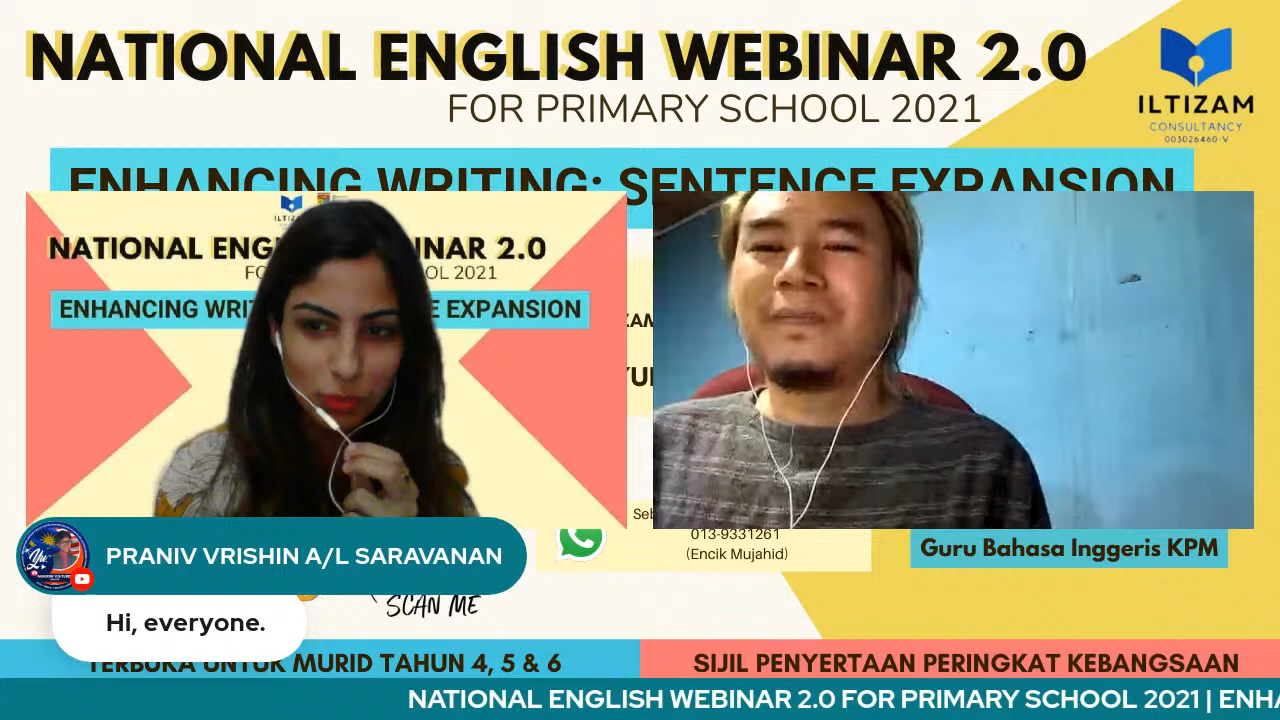 NATIONAL ENGLISH WEBINAR 2.0
FOR PRIMARY SCHOOL 2021
ILTIZAM
CONSULTANCY
003026460-V
ENHANCING WRITING: SENTENCE EXPANSION
NATIONAL ENG INAR 2.0
OL 2021
ENHANCING WRI E EXPANSION
013-9331261
(Encik Mujahid)
Guru Bahasa Inggeris KPM
PRANIV VRISHIN A/L SARAVANAN
Hi, everyone.
SCAN ME
TERBUKA UNTUK MURID TAHUN 4, 5 & 6
SIJIL PENYERTAAN PERINGKAT KEBANGSAAN
NATIONAL ENGLISH WEBINAR 2.0 FOR PRIMARY SCHOOL 2021 | ENHA